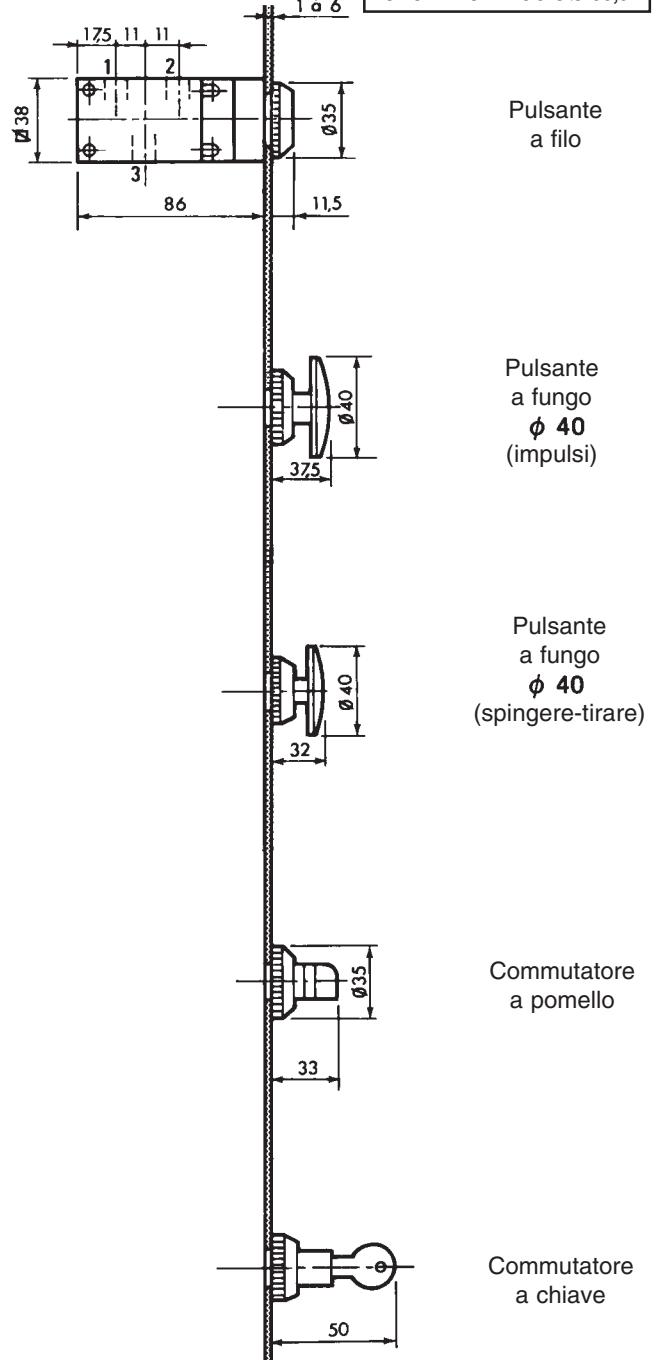 1 à 6
17,5 11 11
1 2
38
Ø35
3
86
11,5
Pulsante
a filo
Ø40
37,5
Pulsante
a fungo
ϕ 40
(impulsi)
Ø40
32
Pulsante
a fungo
ϕ 40
(spingere-tirare)
Ø35
33
Commutatore
a pomello
50
Commutatore
a chiave